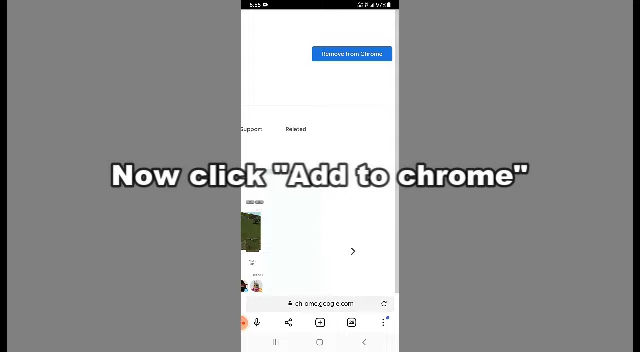 Remove from Chrome
Support
Related
Now click "Add to chrome"
chrome.google.com